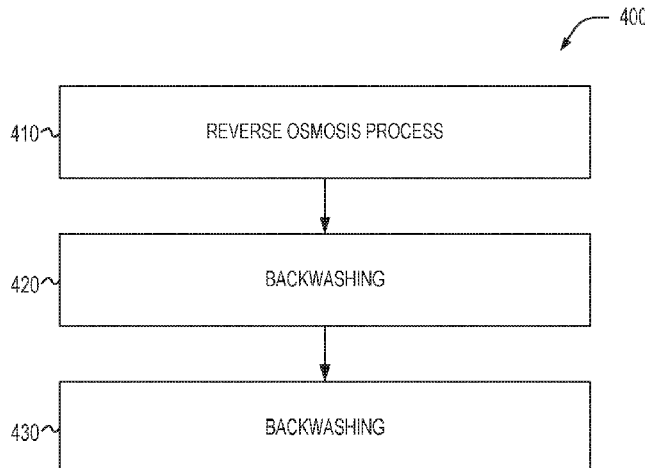 400
410
REVERSE OSMOSIS PROCESS
420
BACKWASHING
430
BACKWASHING